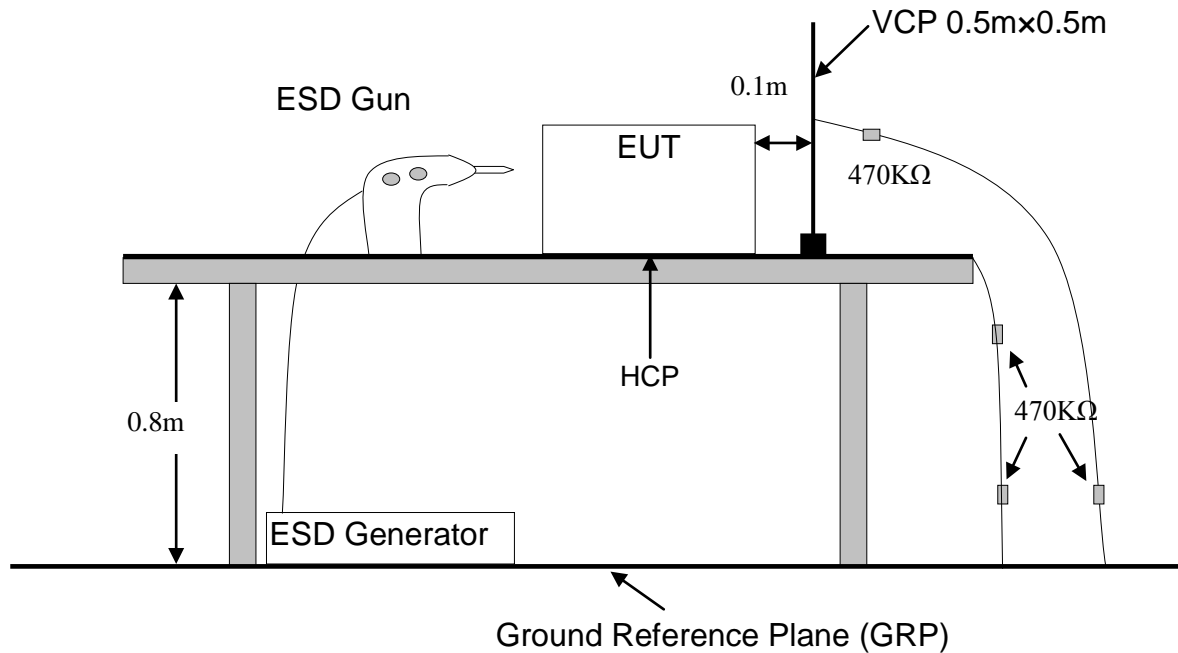 VCP 0.5m×0.5m
0.1m
ESD Gun
EUT
470KΩ
HCP
0.8m
470KΩ
ESD Generator
Ground Reference Plane (GRP)